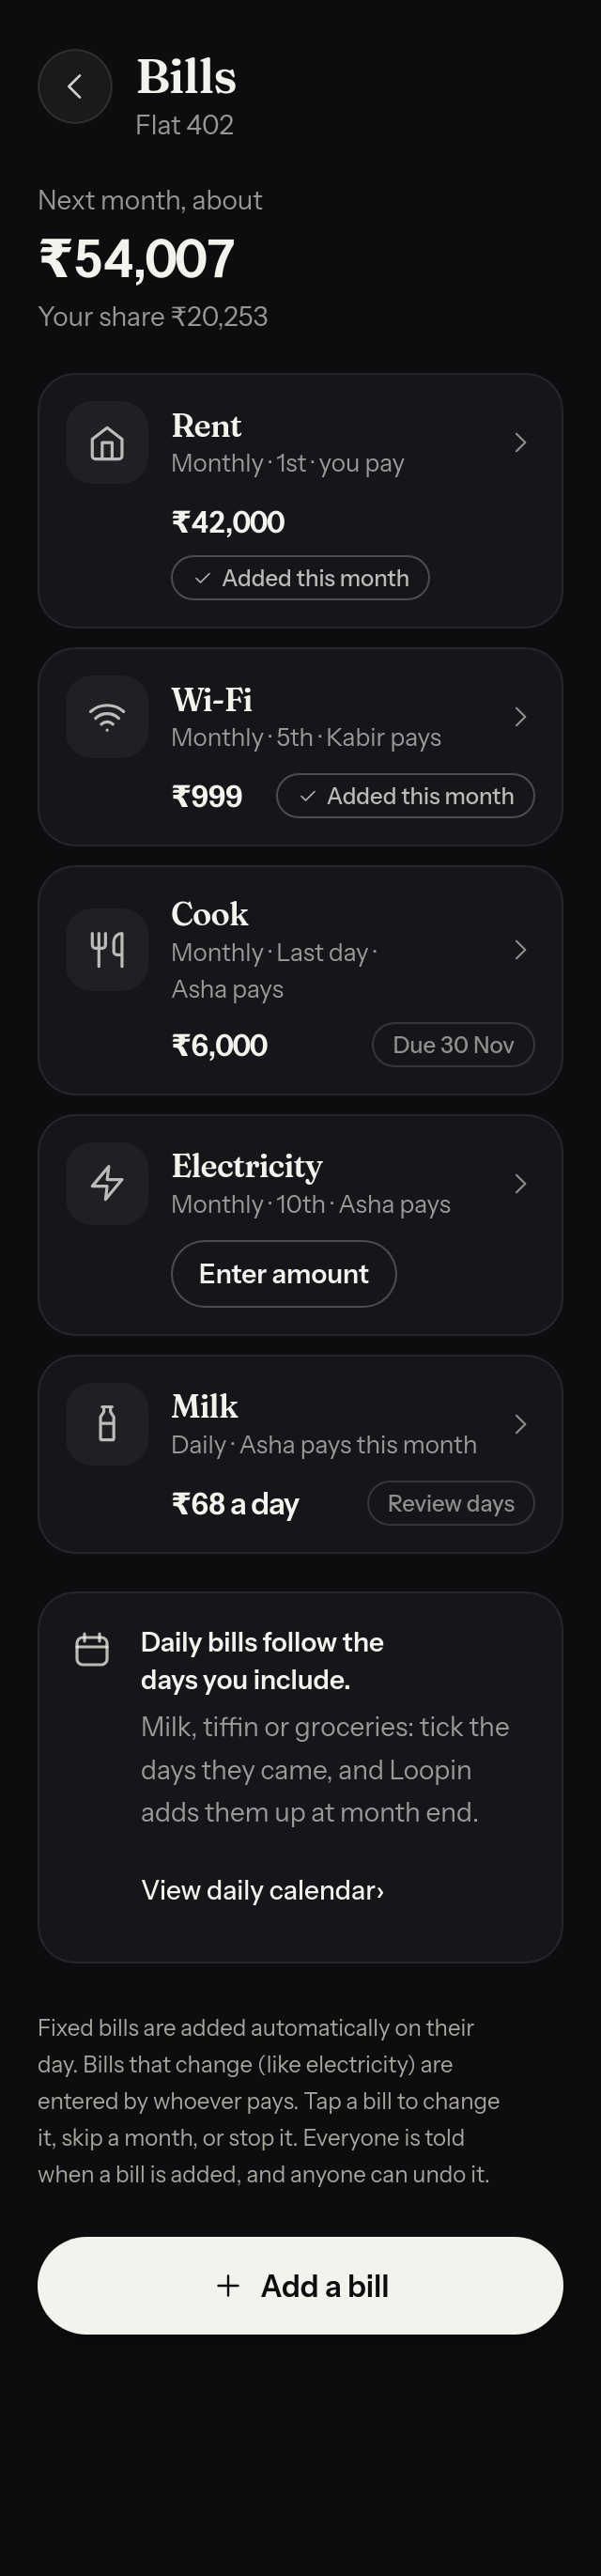 Bills
Flat 402
Next month, about
₹54,007
Your share ₹20,253
Rent
Monthly · 1st · you pay
₹42,000
Added this month
Wi-Fi
Monthly · 5th · Kabir pays
₹999
Added this month
Cook
Monthly · Last day ·
Asha pays
₹6,000
Due 30 Nov
Electricity
Monthly · 10th · Asha pays
Enter amount
Milk
Daily · Asha pays this month
₹68 a day
Review days
Daily bills follow the
days you include.
Milk, tiffin or groceries: tick the
days they came, and Loopin
adds them up at month end.
View daily calendar›
Fixed bills are added automatically on their
day. Bills that change (like electricity) are
entered by whoever pays. Tap a bill to change
it, skip a month, or stop it. Everyone is told
when a bill is added, and anyone can undo it.
Add a bill